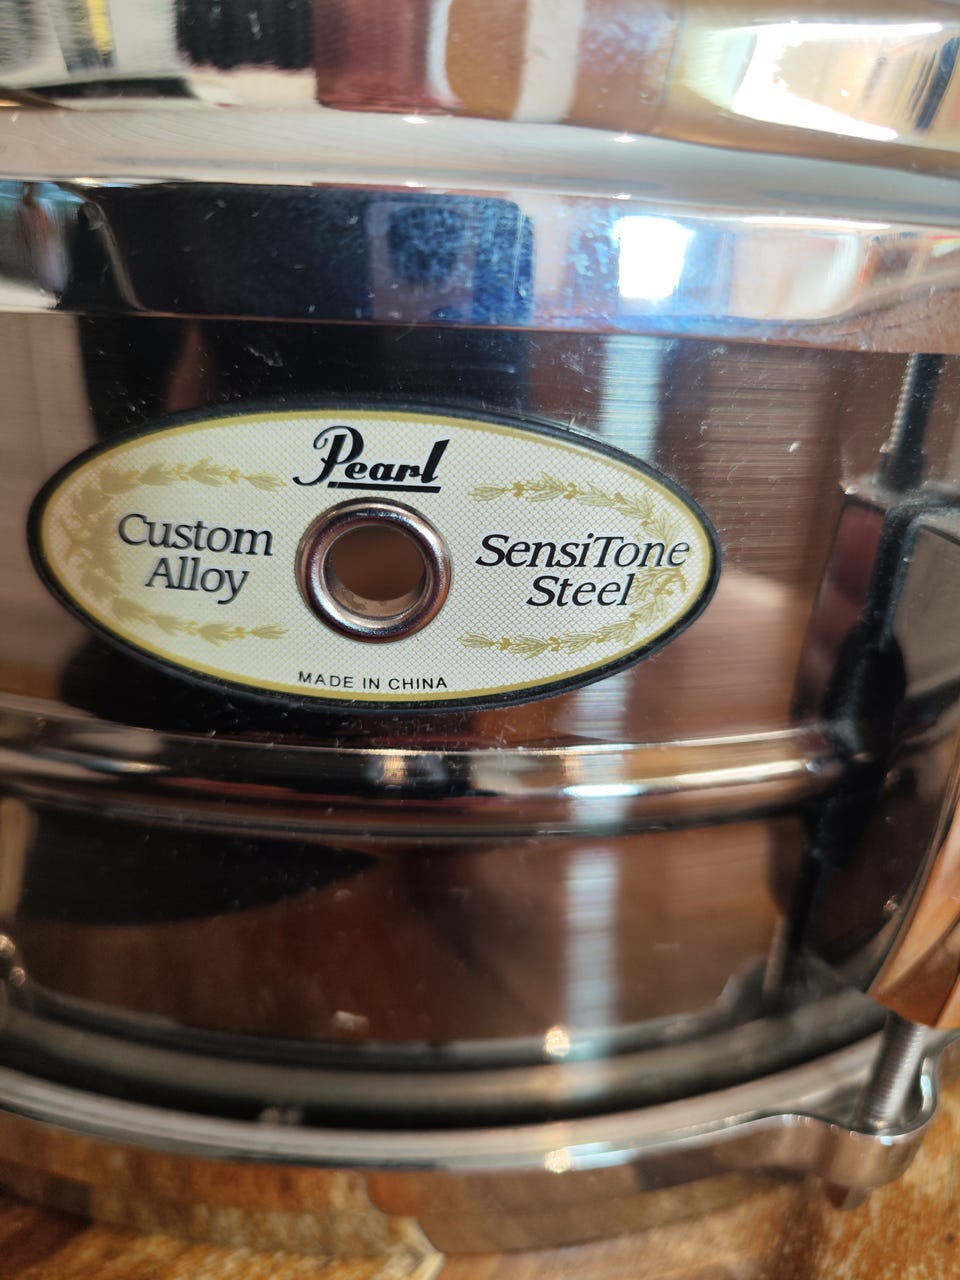 Pearl
Custom
Alloy
SensiTone
Steel
MADE IN CHINA